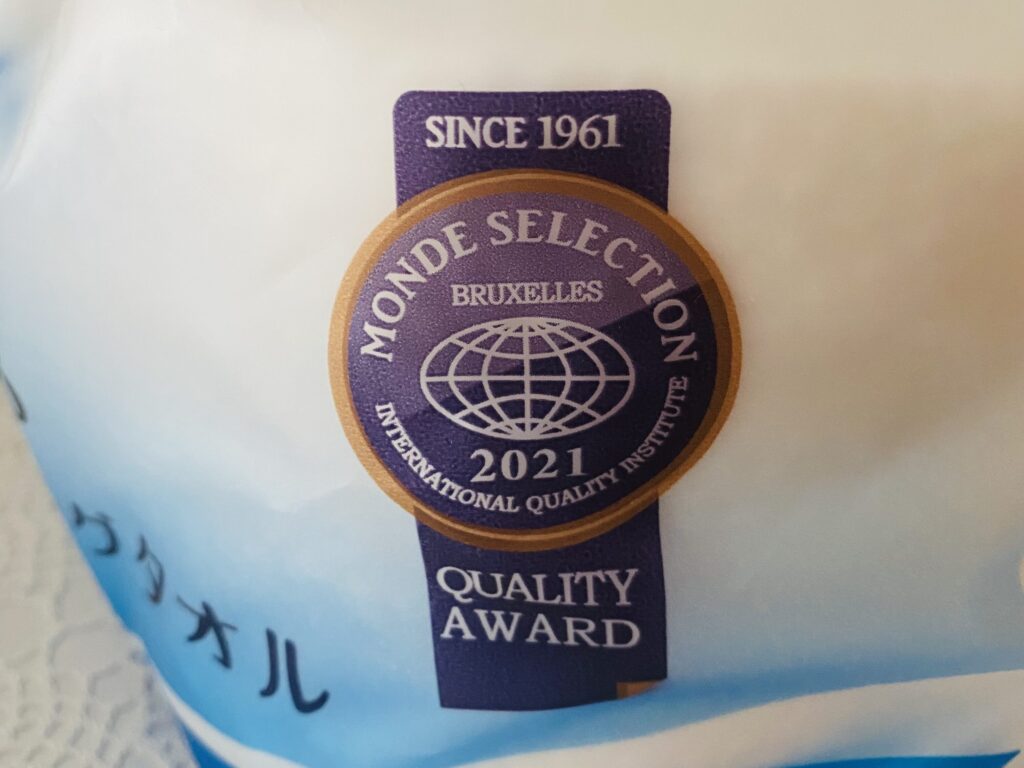 SINCE 1961
MONDE SELECTION
BRUXELLES
2021
INTERNATIONAL QUALITY INSTITUTE
QUALITY
AWARD
タオル